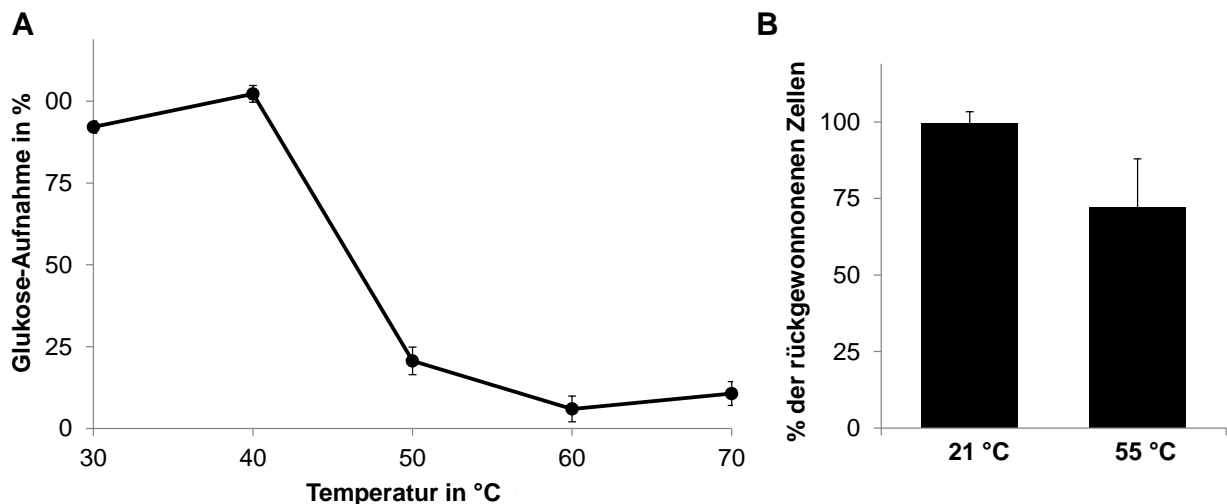 A
Glukose-Aufnahme in %
00
75
50
25
0
30
40
50
60
70
Temperatur in °C
B
% der rückgewonnonenen Zellen
100
75
50
25
0
21 °C
55 °C